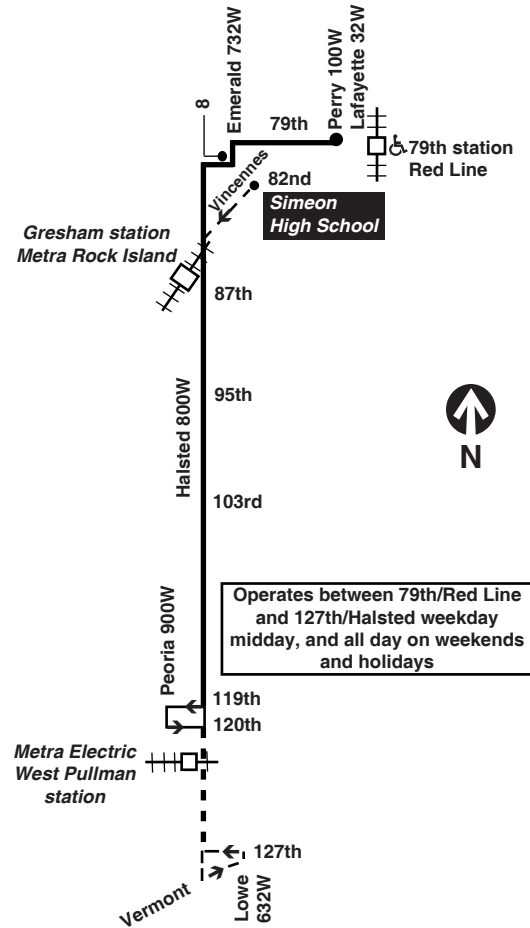 8
Emerald 732W
79th
Perry 100W
Lafayette 32W
79th station
Red Line
Vincennes
82nd
Simeon
High School
Gresham station
Metra Rock Island
87th
95th
Halsted 800W
N
103rd
Operates between 79th/Red Line
and 127th/Halsted weekday
midday, and all day on weekends
and holidays
Peoria 900W
119th
120th
Metra Electric
West Pullman
station
127th
Vermont
Lowe
632W